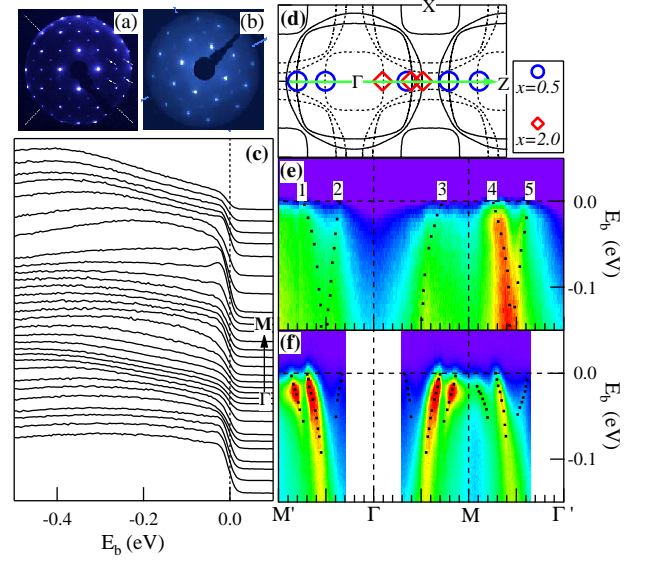 (a)
(b)
(d)
X
Γ
Z
x=0.5
x=2.0
(c)
M
Γ
-0.4
-0.2
0.0
E_b (eV)
(e)
1
2
3
4
5
0.0
-0.1
E_b (eV)
(f)
0.0
-0.1
E_b (eV)
M'
Γ
M
Γ'